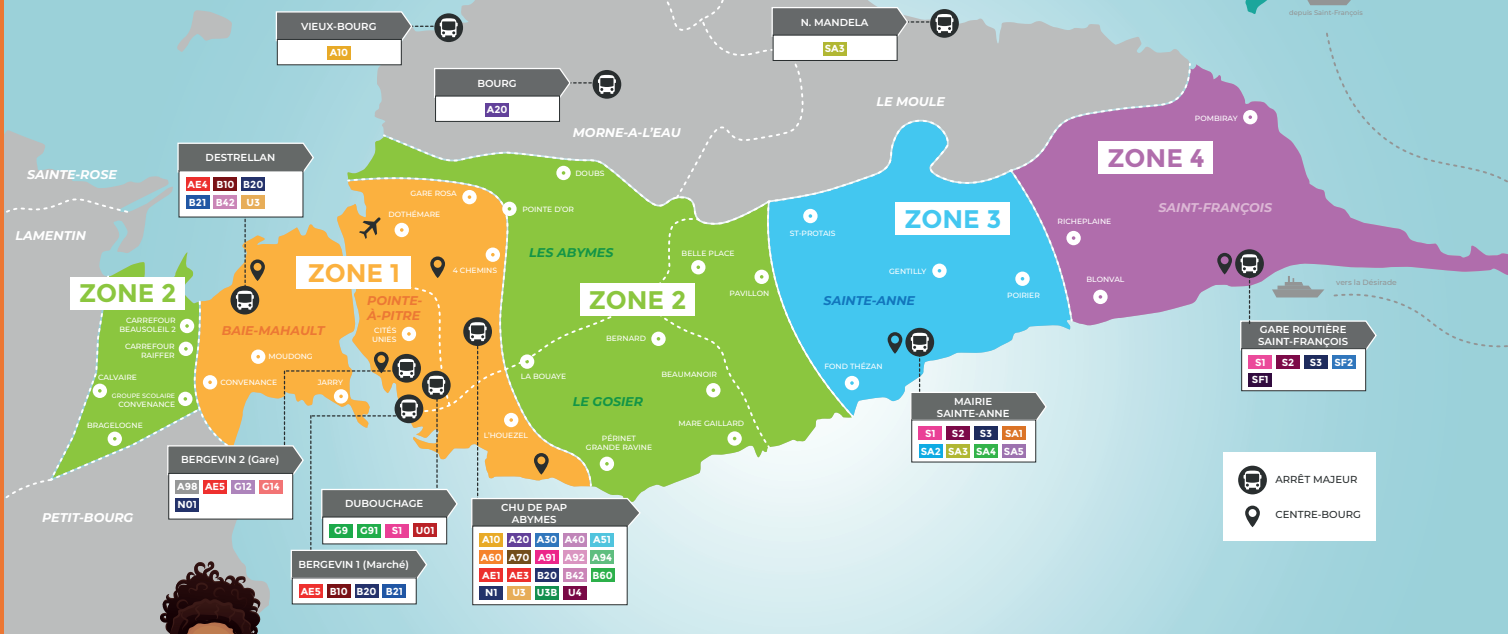 depuis Saint-François
VIEUX-BOURG
A10
N. MANDELA
SA3
BOURG
A20
LE MOULE
MORNE-A-L'EAU
POMBIRAY
ZONE 4
DESTRELLAN
AE4 B10 B20
B21 B42 U3
SAINTE-ROSE
LAMENTIN
DOUBS
GARE ROSA
POINTE D'OR
DOTHÉMARE
4 CHEMINS
LES ABYMES
BELLE PLACE
PAVILLON
ST-PROTAIS
ZONE 3
SAINT-FRANÇOIS
RICHEPLAINE
GENTILLY
POIRIER
BLONVAL
SAINTE-ANNE
vers la Désirade
ZONE 2
ZONE 1
ZONE 2
CARREFOUR
BEAUSOLEIL 2
CARREFOUR
RAIFFER
CALVAIRE
GROUPE SCOLAIRE
CONVENANCE
BRAGELOGNE
BAIE-MAHAULT
MOUDONG
CONVENANCE
JARRY
POINTE-
À-PITRE
CITÉS
UNIES
BERNARD
LA BOUAYE
BEAUMANOIR
LE GOSIER
L'HOUEZEL
PÉRINET
GRANDE RAVINE
MARE GAILLARD
FOND THÉZAN
GARE ROUTIÈRE
SAINT-FRANÇOIS
S1 S2 S3 SF2
SF1
MAIRIE
SAINTE-ANNE
S1 S2 S3 SA1
SA2 SA3 SA4 SA5
BERGEVIN 2 (Gare)
A98 AE5 G12 G14
N01
PETIT-BOURG
DUBOUCHAGE
G9 G91 S1 U01
BERGEVIN 1 (Marché)
AE5 B10 B20 B21
CHU DE PAP
ABYMES
A10 A20 A30 A40 A51
A60 A70 A91 A92 A94
AE1 AE3 B20 B42 B60
N1 U3 U3B U4
ARRÊT MAJEUR
CENTRE-BOURG